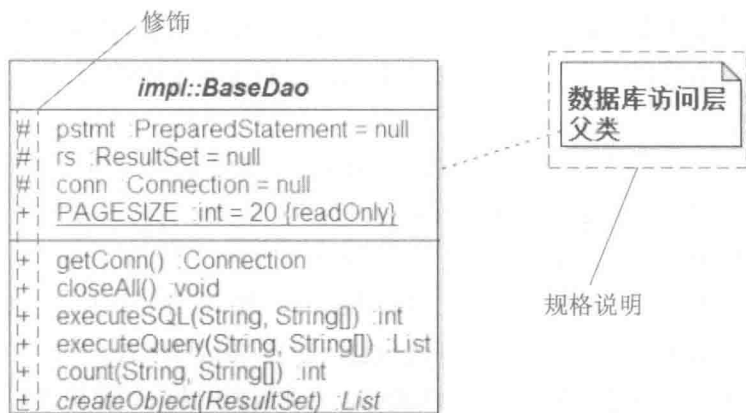 修饰
impl::BaseDao
# pstmt :PreparedStatement = null
# rs :ResultSet = null
# conn :Connection = null
+ PAGESIZE :int = 20 {readOnly}
+ getConn() :Connection
+ closeAll() :void
+ executeSQL(String, String[]) :int
+ executeQuery(String, String[]) :List
+ count(String, String[]) :int
+ createObject(ResultSet) :List
数据库访问层
父类
规格说明